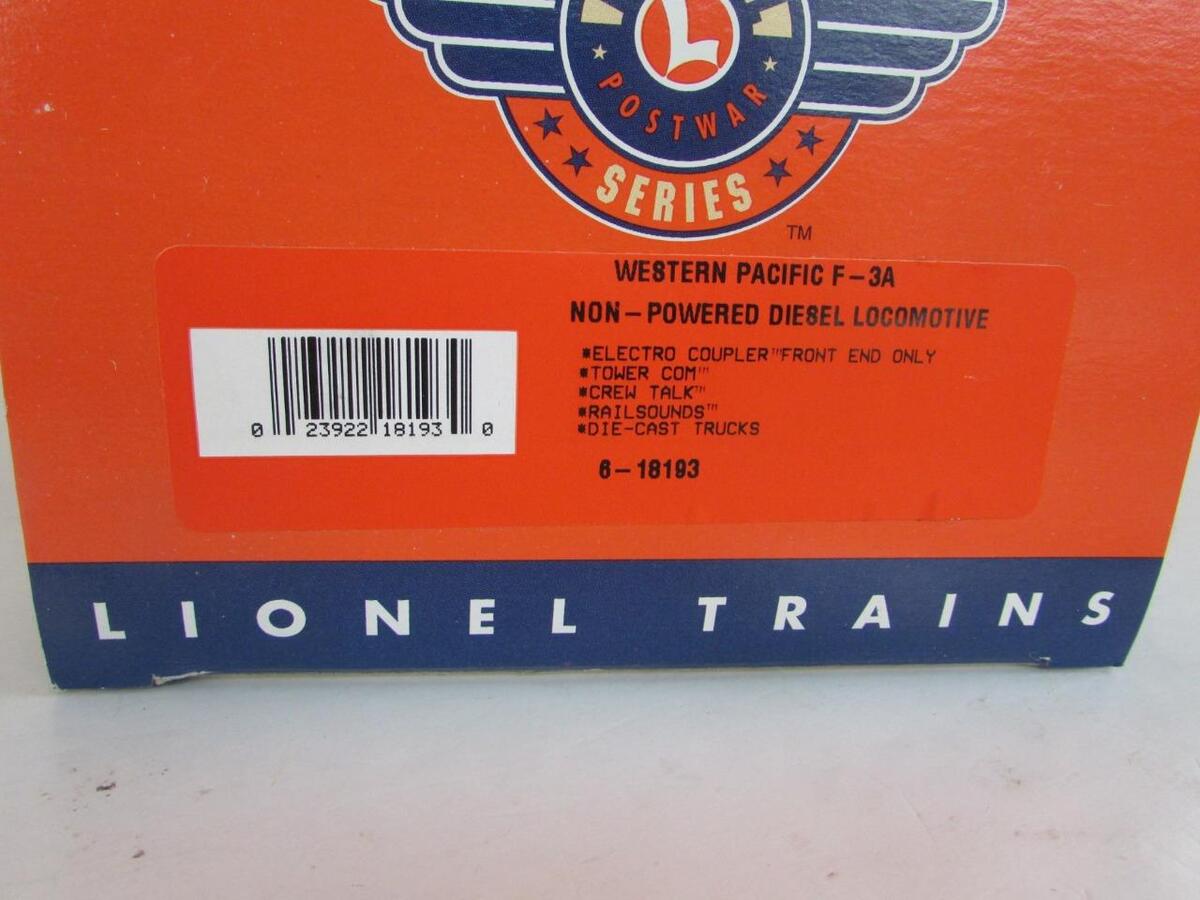 L
POSTWAR
SERIES
TM
WESTERN PACIFIC F-3A
NON-POWERED DIESEL LOCOMOTIVE
*ELECTRO COUPLER™ FRONT END ONLY
*TOWER COM™
*CREW TALK™
*RAILSOUNDS™
*DIE-CAST TRUCKS
6-18193
0 23922 18193 0
LIONEL TRAINS